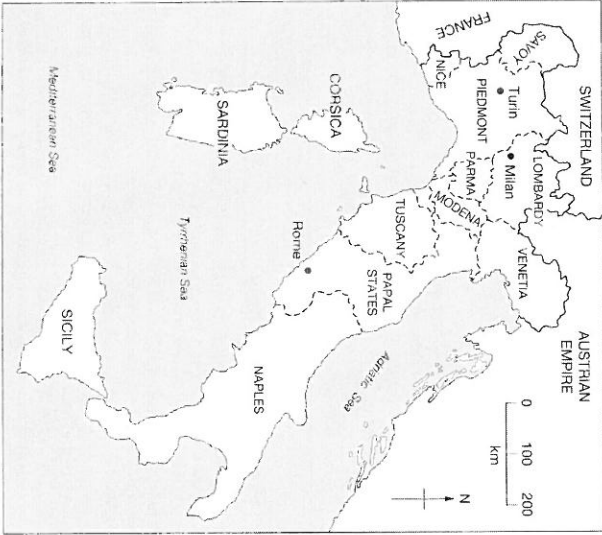 SWITZERLAND
AUSTRIAN
EMPIRE
FRANCE
SAVOY
NICE
PIEDMONT
Turin
Milan
LOMBARDY
VENETIA
PARMA
MODENA
TUSCANY
PAPAL
STATES
Rome
CORSICA
SARDINIA
NAPLES
SICILY
Adriatic Sea
Tyrrhenian Sea
Mediterranean Sea
0 100 200
km
N